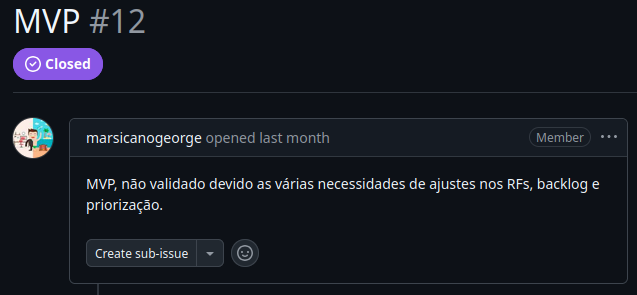 MVP #12
Closed
marsicanogeorge opened last month
Member
MVP, não validado devido as várias necessidades de ajustes nos RFs, backlog e
priorização.
Create sub-issue